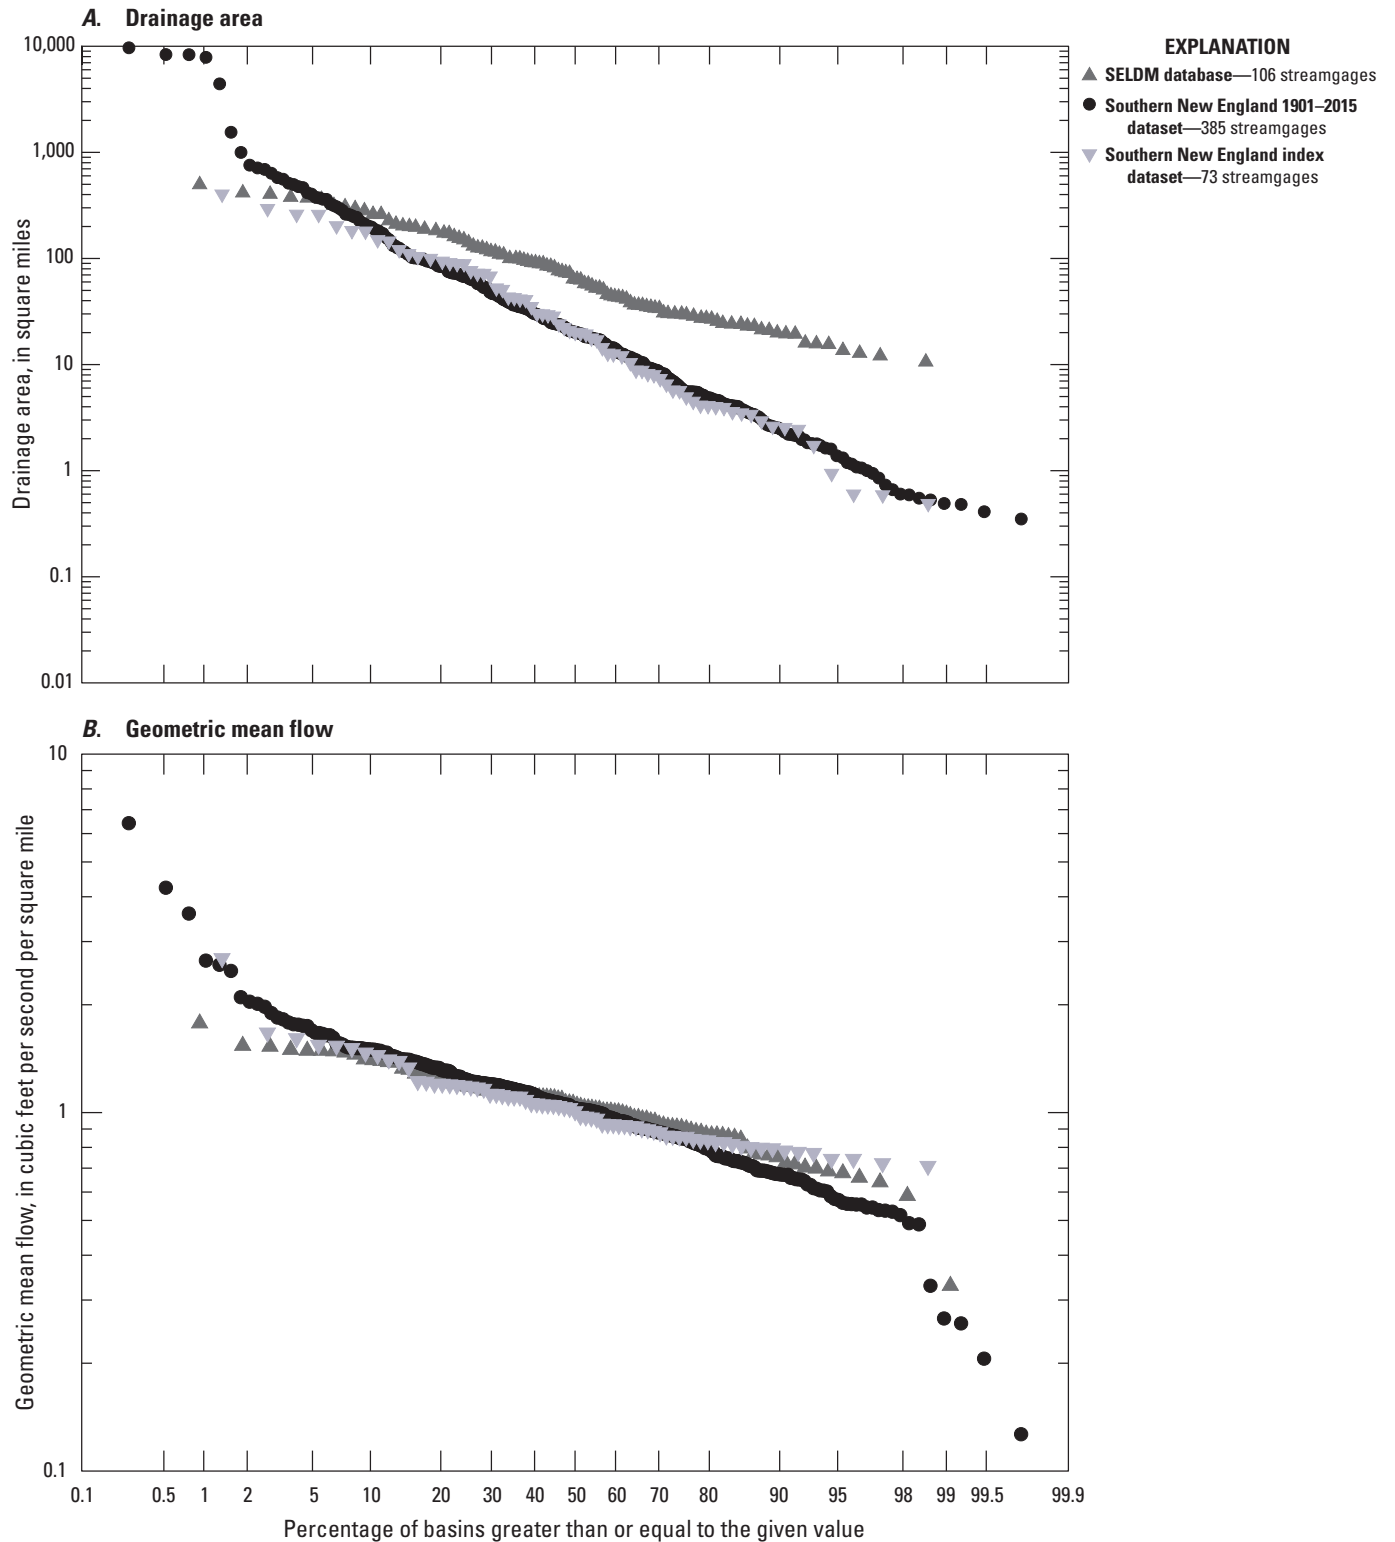 A. Drainage area
10,000
1,000
100
10
1
0.1
0.01
Drainage area, in square miles
EXPLANATION
SELDM database—106 streamgages
Southern New England 1901–2015
dataset—385 streamgages
Southern New England index
dataset—73 streamgages
B. Geometric mean flow
10
1
0.1
Geometric mean flow, in cubic feet per second per square mile
0.1 0.5 1 2 5 10 20 30 40 50 60 70 80 90 95 98 99 99.5 99.9
Percentage of basins greater than or equal to the given value